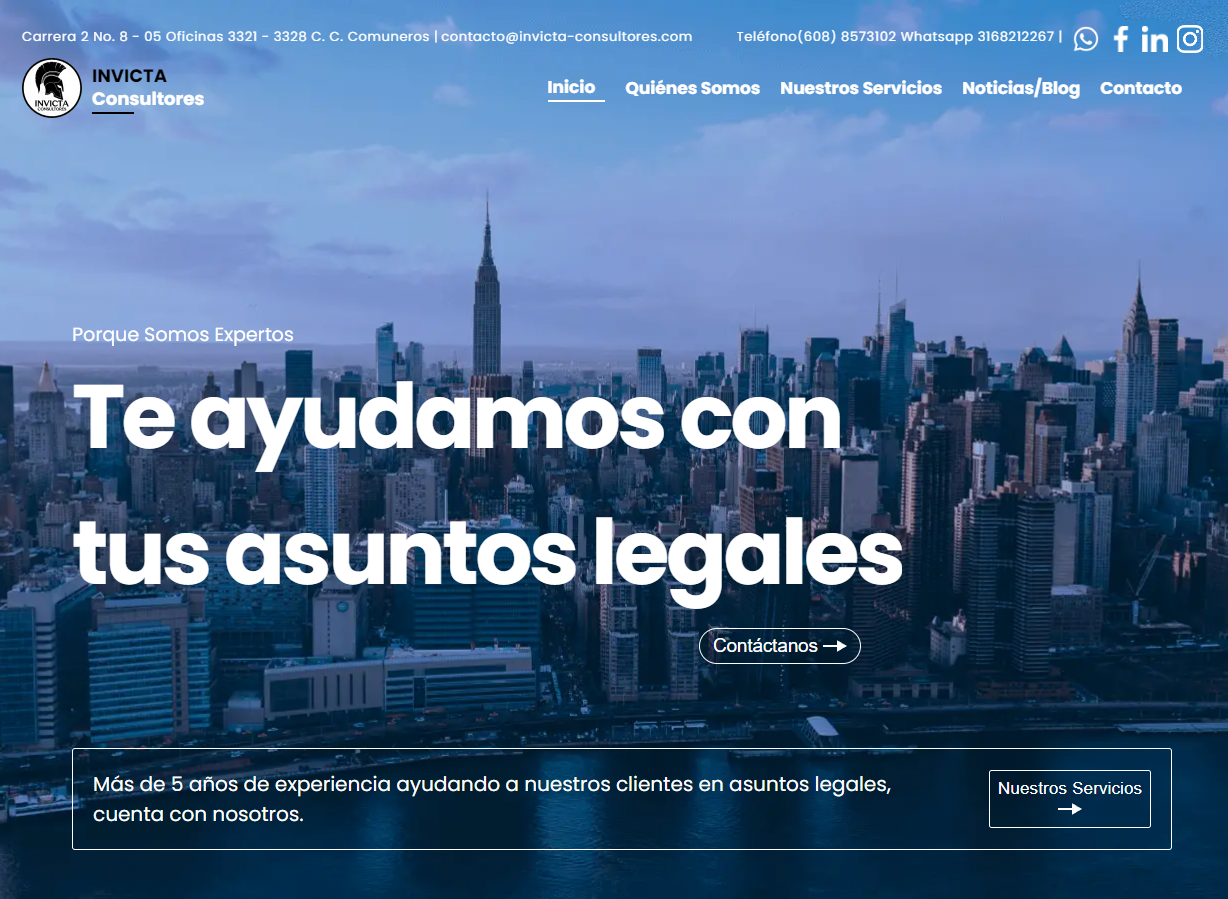 Carrera 2 No. 8 - 05 Oficinas 3321 - 3328 C. C. Comuneros | contacto@invicta-consultores.com
Teléfono(608) 8573102 Whatsapp 3168212267 |
INVICTA
CONSULTORES
INVICTA
Consultores
Inicio
Quiénes Somos
Nuestros Servicios
Noticias/Blog
Contacto
Porque Somos Expertos
Te ayudamos con
tus asuntos legales
Contáctanos
Más de 5 años de experiencia ayudando a nuestros clientes en asuntos legales,
cuenta con nosotros.
Nuestros Servicios